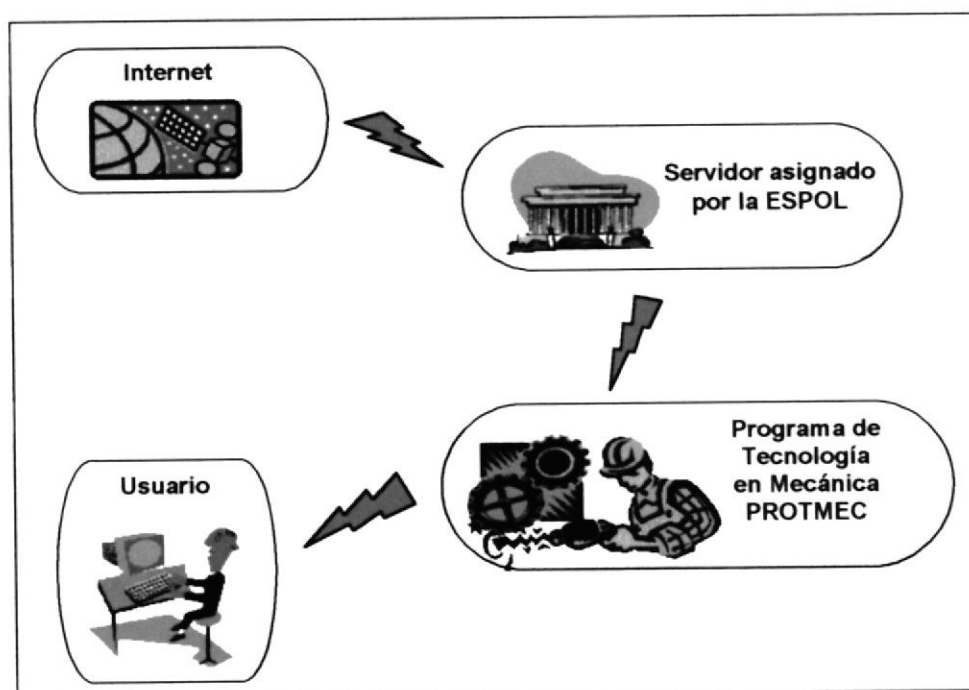 Internet
Servidor asignado
por la ESPOL
Programa de
Tecnología
en Mecánica
PROTMEC
Usuario